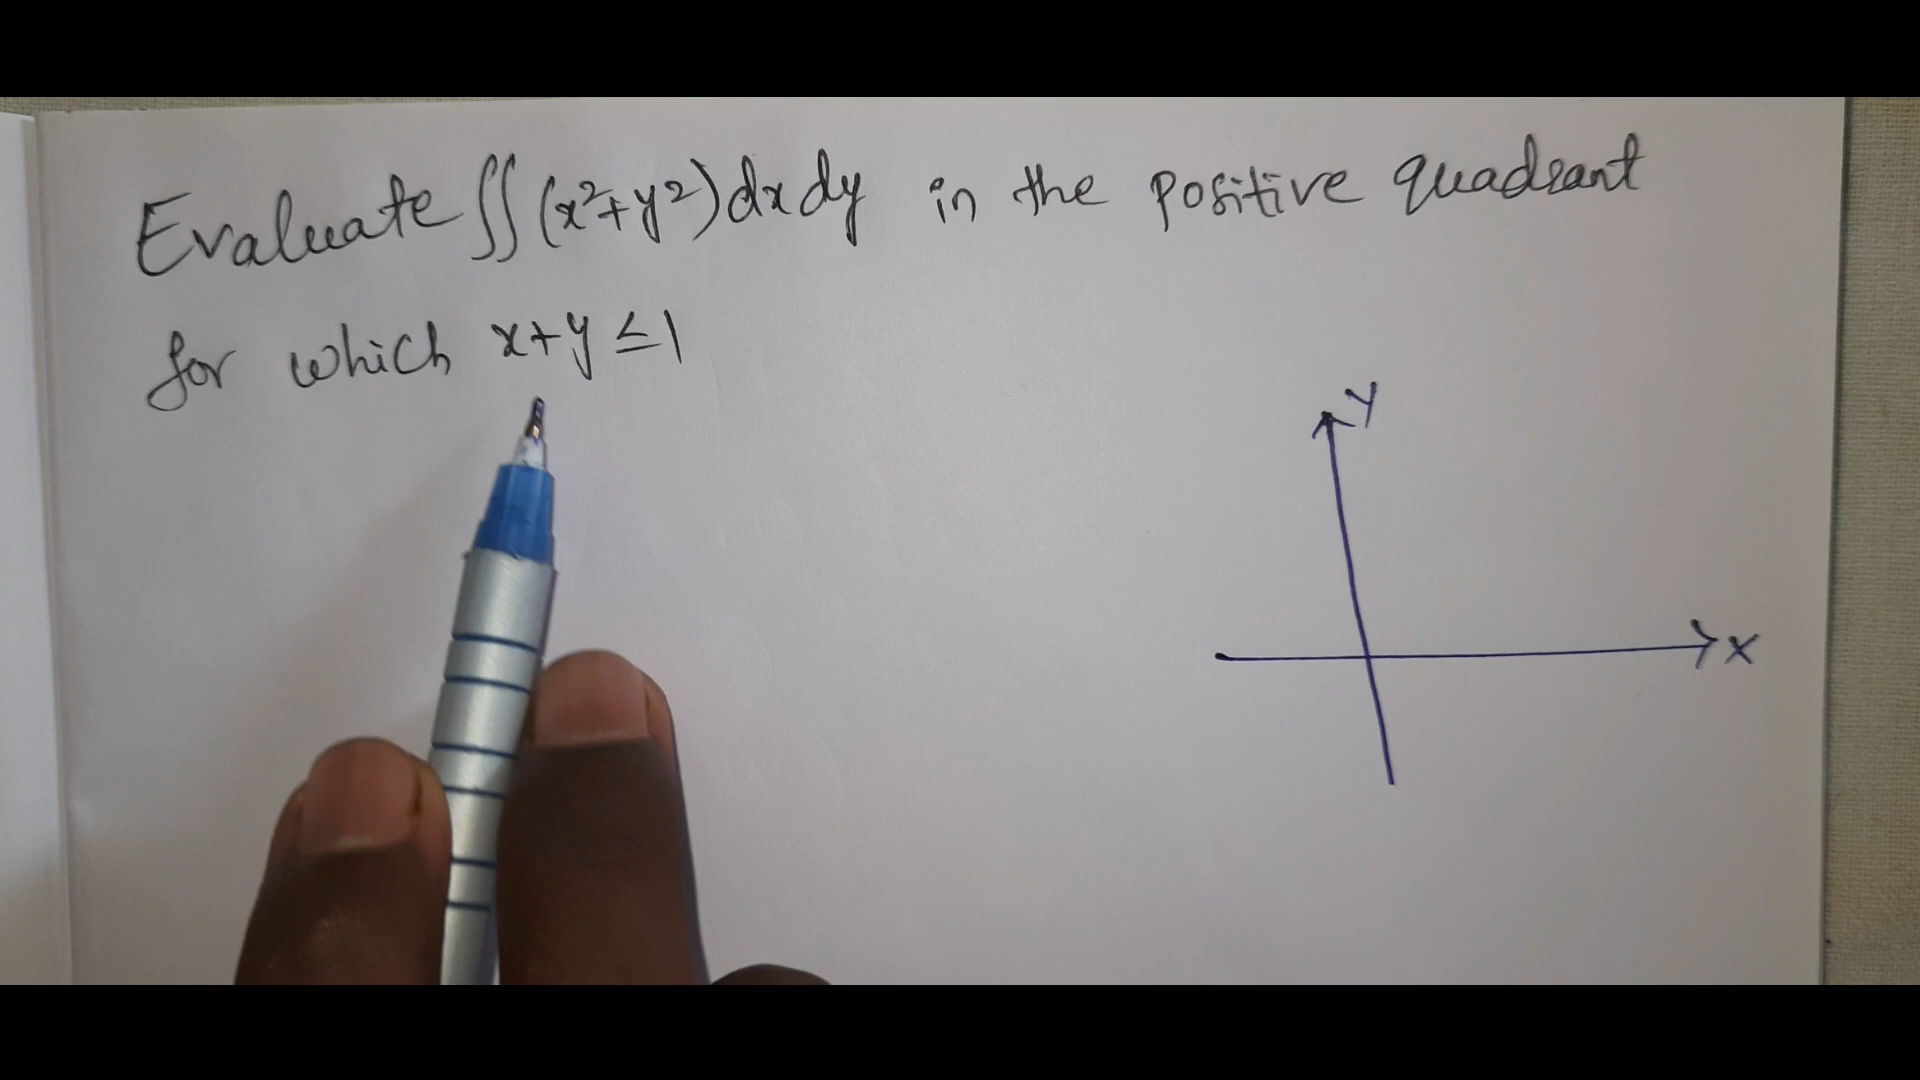 Evaluate ∬(x²+y²)dxdy in the positive quadrant
for which x+y ≤1
y
x